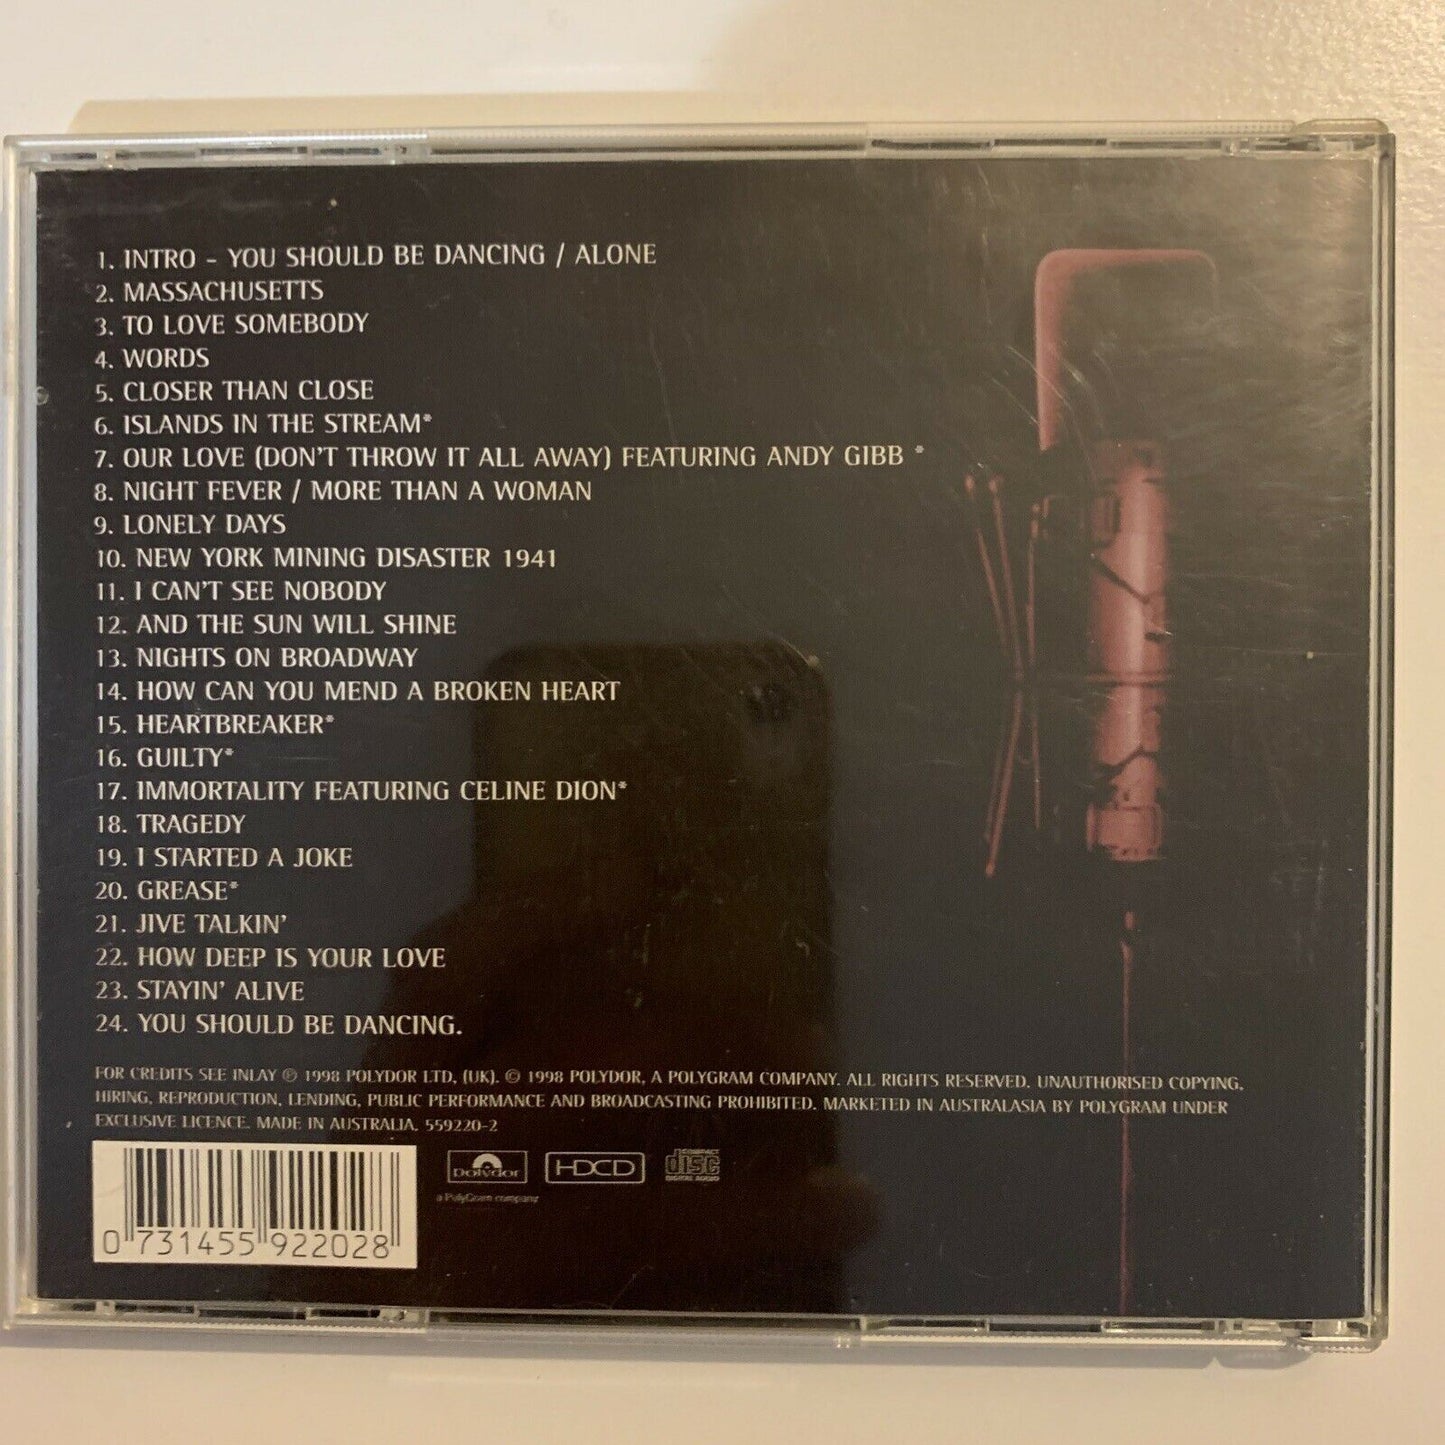 1. INTRO - YOU SHOULD BE DANCING / ALONE
2. MASSACHUSETTS
3. TO LOVE SOMEBODY
4. WORDS
5. CLOSER THAN CLOSE
6. ISLANDS IN THE STREAM*
7. OUR LOVE (DON'T THROW IT ALL AWAY) FEATURING ANDY GIBB *
8. NIGHT FEVER / MORE THAN A WOMAN
9. LONELY DAYS
10. NEW YORK MINING DISASTER 1941
11. I CAN'T SEE NOBODY
12. AND THE SUN WILL SHINE
13. NIGHTS ON BROADWAY
14. HOW CAN YOU MEND A BROKEN HEART
15. HEARTBREAKER*
16. GUILTY*
17. IMMORTALITY FEATURING CELINE DION*
18. TRAGEDY
19. I STARTED A JOKE
20. GREASE*
21. JIVE TALKIN'
22. HOW DEEP IS YOUR LOVE
23. STAYIN' ALIVE
24. YOU SHOULD BE DANCING.
FOR CREDITS SEE INLAY ℗ 1998 POLYDOR LTD, (UK). © 1998 POLYDOR, A POLYGRAM COMPANY. ALL RIGHTS RESERVED. UNAUTHORISED COPYING,
HIRING, REPRODUCTION, LENDING, PUBLIC PERFORMANCE AND BROADCASTING PROHIBITED. MARKETED IN AUSTRALASIA BY POLYGRAM UNDER
EXCLUSIVE LICENCE. MADE IN AUSTRALIA. 559220-2
Polydor HDCD COMPACT disc DIGITAL AUDIO
a PolyGram company
0 731455 922028